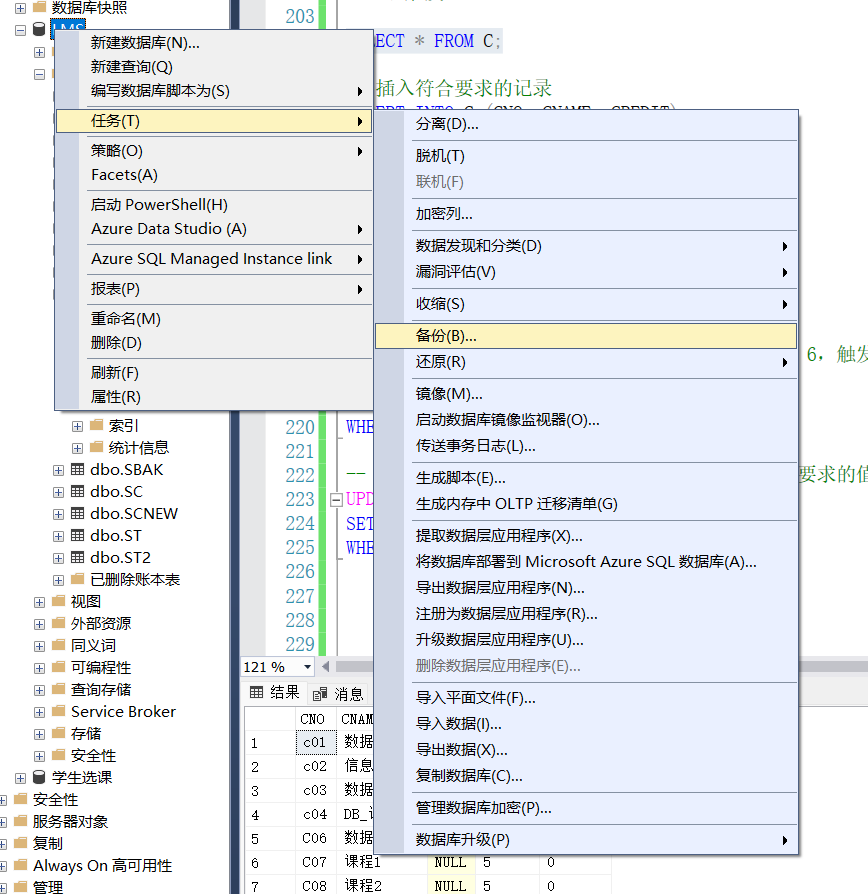 数据库快照
LMS
新建数据库(N)...
新建查询(Q)
编写数据库脚本为(S)
任务(T)
策略(O)
Facets(A)
启动 PowerShell(H)
Azure Data Studio (A)
Azure SQL Managed Instance link
报表(P)
重命名(M)
删除(D)
刷新(F)
属性(R)
索引
统计信息
dbo.SBAK
dbo.SC
dbo.SCNEW
dbo.ST
dbo.ST2
已删除账本表
视图
外部资源
同义词
可编程性
查询存储
Service Broker
存储
安全性
学生选课
安全性
服务器对象
复制
Always On 高可用性
管理
203
ECT * FROM C;
插入符合要求的记录
分离(D)...
脱机(T)
联机(F)
加密列...
数据发现和分类(D)
漏洞评估(V)
收缩(S)
备份(B)...
还原(R)
镜像(M)...
启动数据库镜像监视器(O)...
传送事务日志(L)...
生成脚本(E)...
生成内存中 OLTP 迁移清单(G)
提取数据层应用程序(X)...
将数据库部署到 Microsoft Azure SQL 数据库(A)...
导出数据层应用程序(N)...
注册为数据层应用程序(R)...
升级数据层应用程序(U)...
删除数据层应用程序(E)...
导入平面文件(F)...
导入数据(I)...
导出数据(X)...
复制数据库(C)...
管理数据库加密(P)...
数据库升级(P)
6，触发
220 WHE
221
222 --
要求的值
223 UPD
224 SET
225 WHE
226
227
228
229
121 %
结果 消息
CNO CNAM
1 c01 数据
2 c02 信息
3 c03 数据
4 c04 DB_
5 C06 数据
6 C07 课程1 NULL 5 0
7 C08 课程2 NULL 5 0